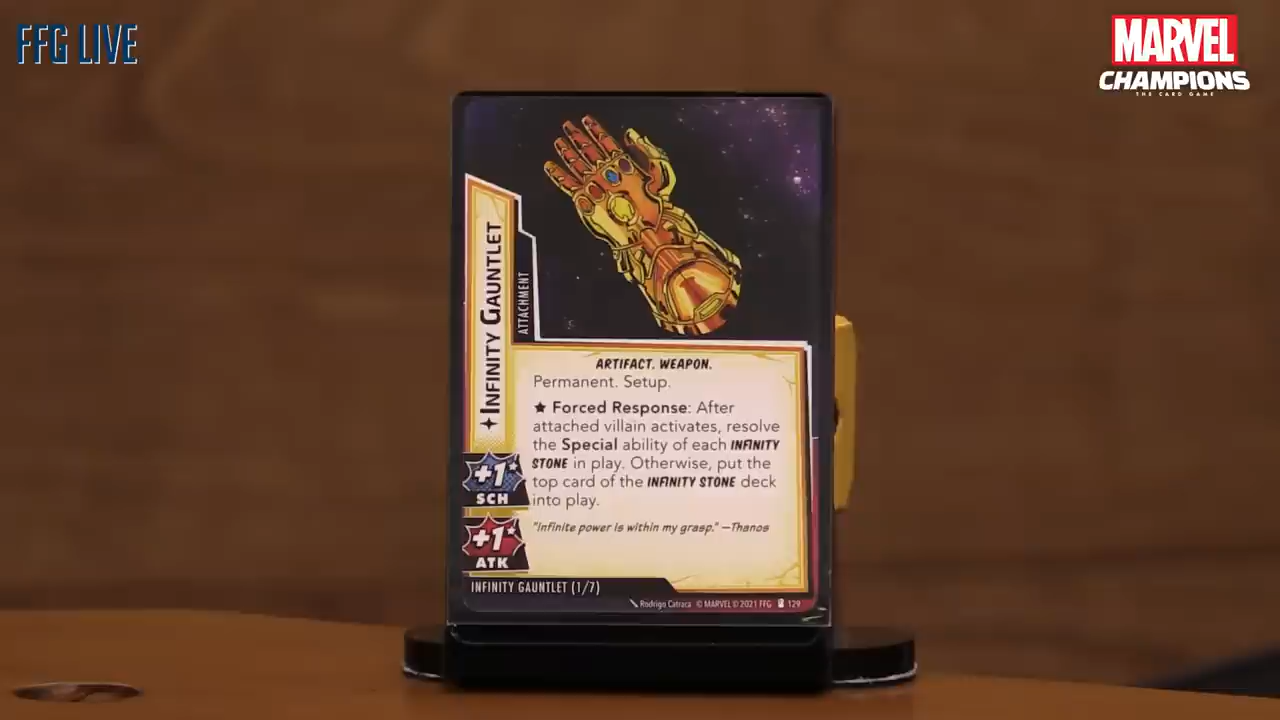 FFG LIVE
MARVEL
CHAMPIONS
THE CARD GAME
INFINITY GAUNTLET
ATTACHMENT
ARTIFACT. WEAPON.
Permanent. Setup.
★ Forced Response: After
attached villain activates, resolve
the Special ability of each INFINITY
STONE in play. Otherwise, put the
top card of the INFINITY STONE deck
into play.
"Infinite power is within my grasp." —Thanos
+1★
SCH
+1★
ATK
INFINITY GAUNTLET (1/7)
Rodrigo Catraca © MARVEL © 2021 FFG 129